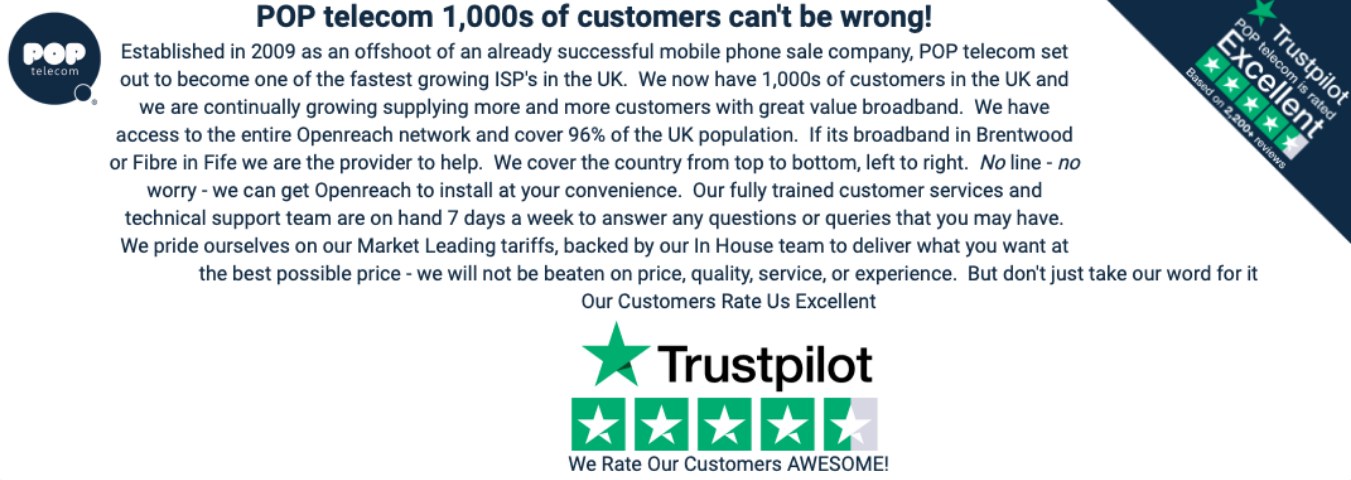 POP telecom 1,000s of customers can't be wrong!
POP
telecom
Established in 2009 as an offshoot of an already successful mobile phone sale company, POP telecom set
out to become one of the fastest growing ISP's in the UK.  We now have 1,000s of customers in the UK and
we are continually growing supplying more and more customers with great value broadband.  We have
access to the entire Openreach network and cover 96% of the UK population.  If its broadband in Brentwood
or Fibre in Fife we are the provider to help.  We cover the country from top to bottom, left to right.  No line - no
worry - we can get Openreach to install at your convenience.  Our fully trained customer services and
technical support team are on hand 7 days a week to answer any questions or queries that you may have.
We pride ourselves on our Market Leading tariffs, backed by our In House team to deliver what you want at
the best possible price - we will not be beaten on price, quality, service, or experience.  But don't just take our word for it
Our Customers Rate Us Excellent
Trustpilot
We Rate Our Customers AWESOME!
Trustpilot
POP telecom is rated
Excellent
Based on 2,200+ reviews